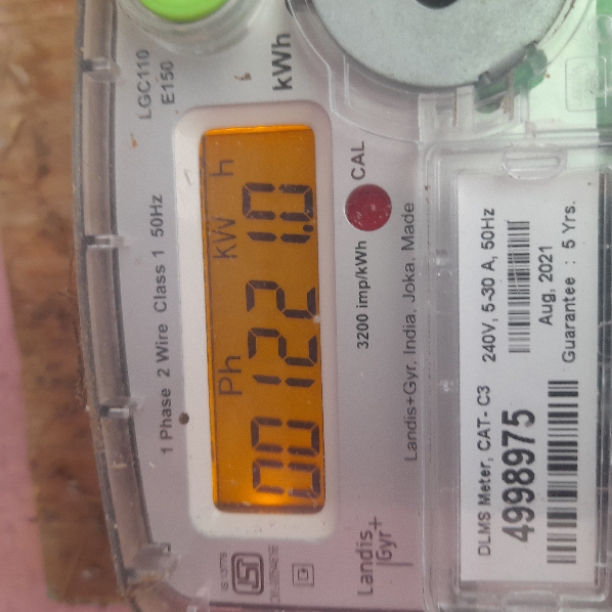 LGC110
E150
kWh
1 Phase 2 Wire Class 1 50Hz
Ph kW h
001221.0
3200 imp/kWh CAL
Landis+Gyr, India, Joka, Made
Landis
Gyr+
DLMS Meter, CAT- C3 240V, 5-30 A, 50Hz
4998975
Aug, 2021
Guarantee : 5 Yrs.